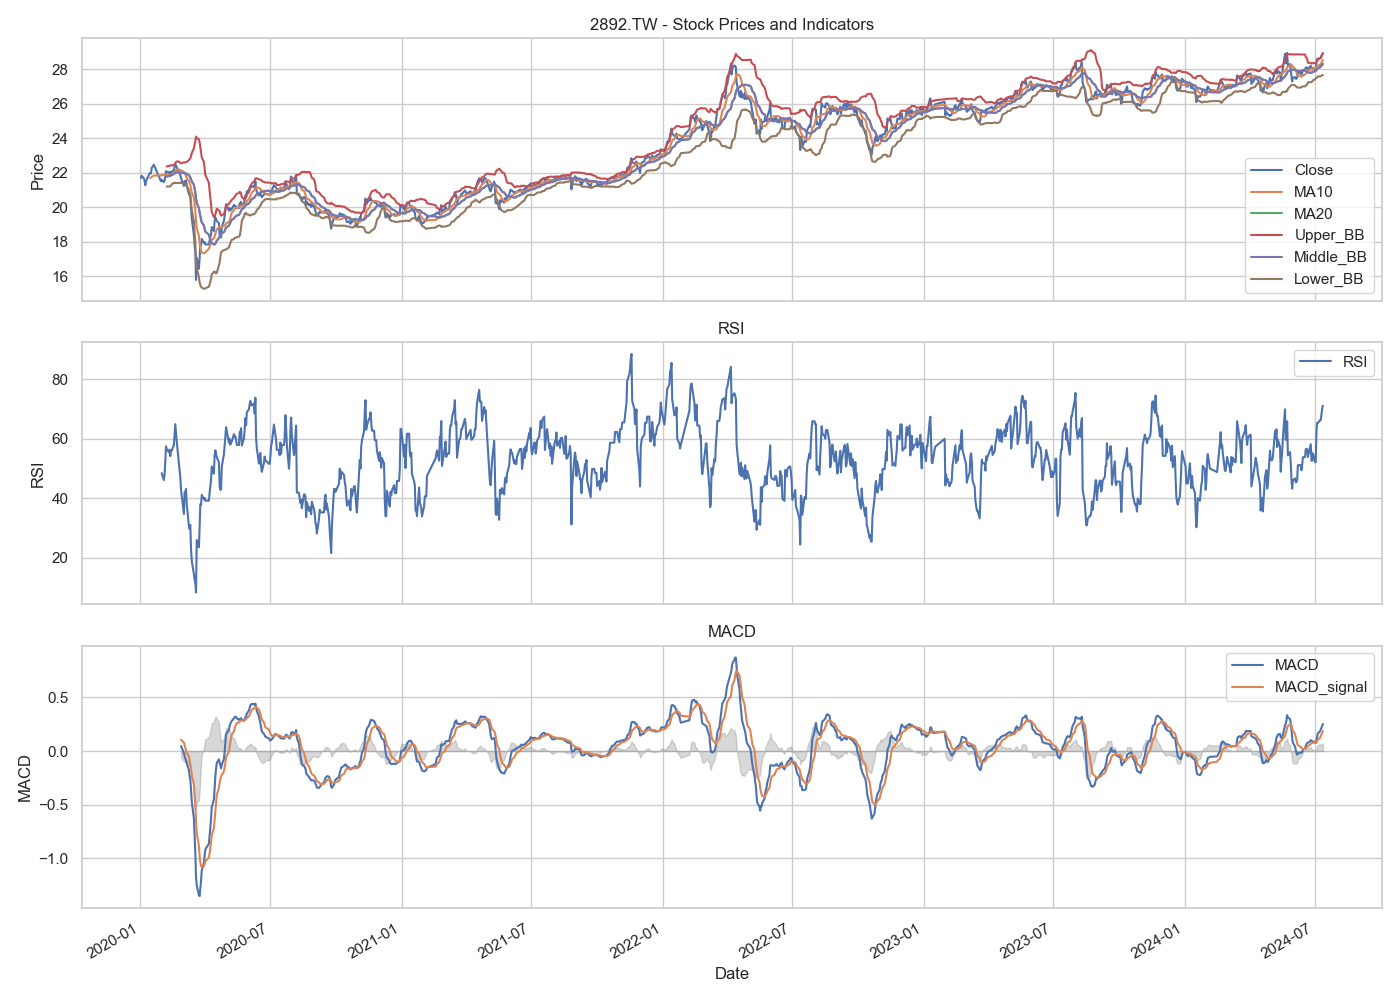 2892.TW - Stock Prices and Indicators
Price
28
26
24
22
20
18
16
Close
MA10
MA20
Upper_BB
Middle_BB
Lower_BB
RSI
RSI
80
60
40
20
RSI
MACD
MACD
0.5
0.0
−0.5
−1.0
MACD
MACD_signal
2020-01
2020-07
2021-01
2021-07
2022-01
2022-07
2023-01
2023-07
2024-01
2024-07
Date